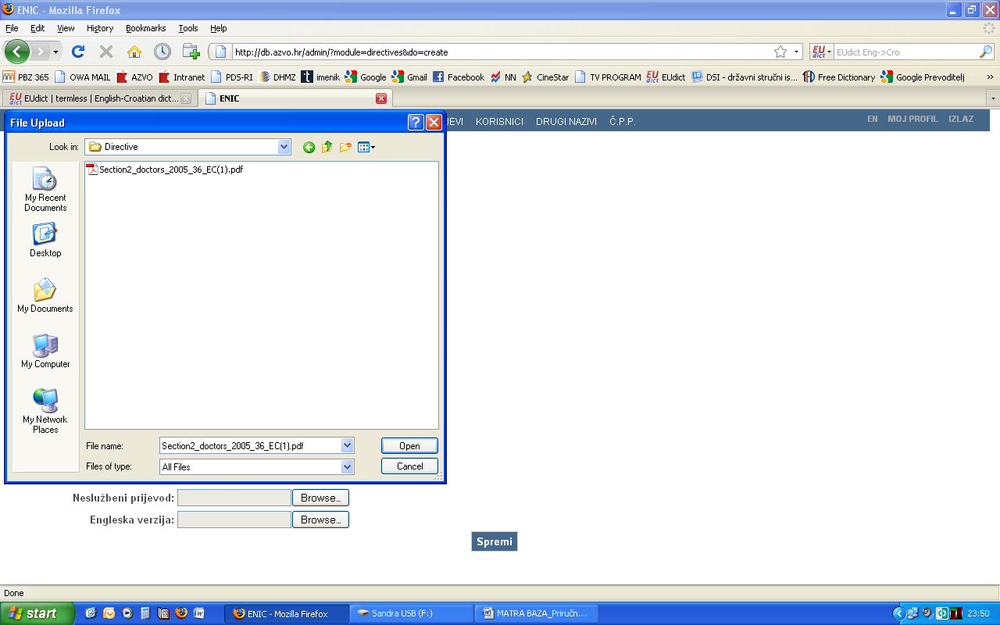 ENIC - Mozilla Firefox
File Edit View History Bookmarks Tools Help
http://db.azvo.hr/admin/?module=directives&do=create
EU dict EUdict Eng->Cro
PBZ 365 OWA MAIL AZVO Intranet PDS-RI DHMZ imenik Google Gmail Facebook NN CineStar TV PROGRAM EUdict DSI - državni stručni is... Free Dictionary Google Prevoditelj »
EUdict | termless | English-Croatian dict... ENIC
File Upload
JEVI KORISNICI DRUGI NAZIVI Č.P.P. EN MOJ PROFIL IZLAZ
Look in: Directive
Section2_doctors_2005_36_EC(1).pdf
My Recent
Documents
Desktop
My Documents
My Computer
My Network
Places
File name: Section2_doctors_2005_36_EC(1).pdf Open
Files of type: All Files Cancel
Neslužbeni prijevod: Browse...
Engleska verzija: Browse...
Spremi
Done
start ENIC - Mozilla Firefox Sandra USB (F:) MATRA BAZA_Priručn... 23:50